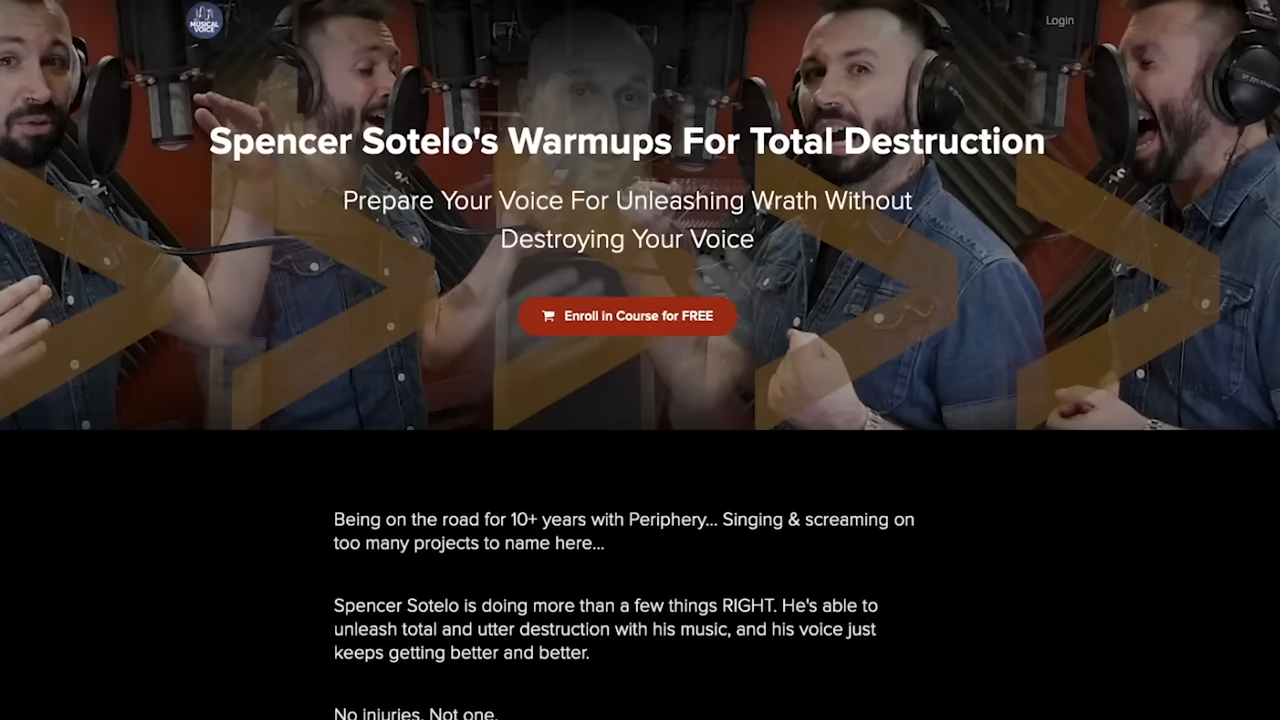 MUSICAL
VOICE
Login
Spencer Sotelo's Warmups For Total Destruction
Prepare Your Voice For Unleashing Wrath Without
Destroying Your Voice
Enroll in Course for FREE
Being on the road for 10+ years with Periphery... Singing & screaming on
too many projects to name here...
Spencer Sotelo is doing more than a few things RIGHT. He's able to
unleash total and utter destruction with his music, and his voice just
keeps getting better and better.
No injuries. Not one.